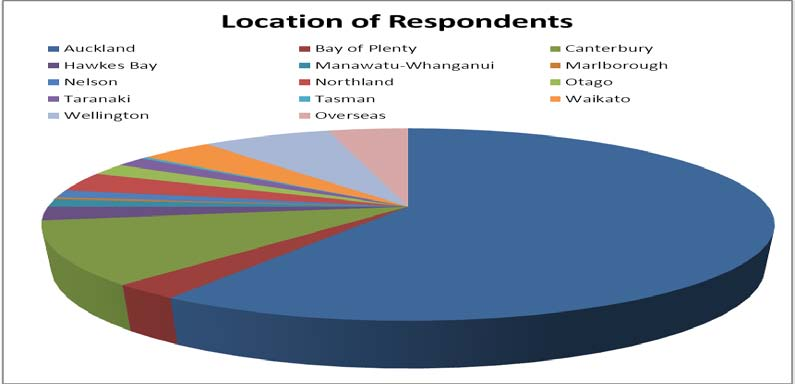 Location of Respondents
Auckland Bay of Plenty Canterbury
Hawkes Bay Manawatu-Whanganui Marlborough
Nelson Northland Otago
Taranaki Tasman Waikato
Wellington Overseas